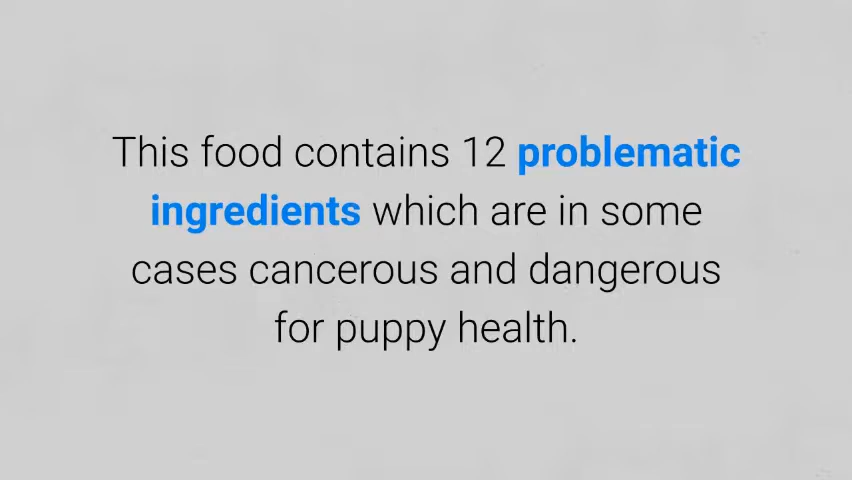 This food contains 12 problematic
ingredients which are in some
cases cancerous and dangerous
for puppy health.